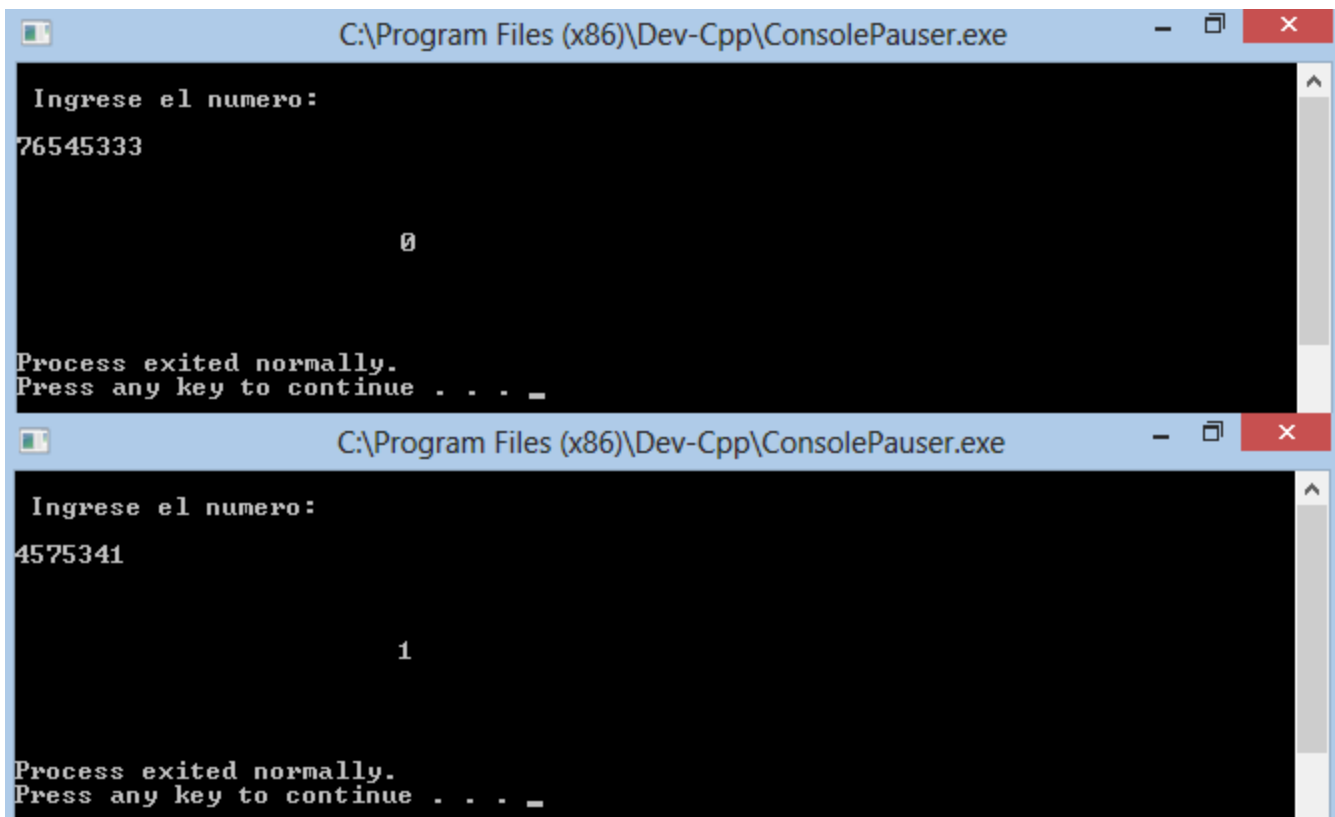 C:\Program Files (x86)\Dev-Cpp\ConsolePauser.exe
Ingrese el numero:
76545333
0
Process exited normally.
Press any key to continue . . . _
C:\Program Files (x86)\Dev-Cpp\ConsolePauser.exe
Ingrese el numero:
4575341
1
Process exited normally.
Press any key to continue . . . _